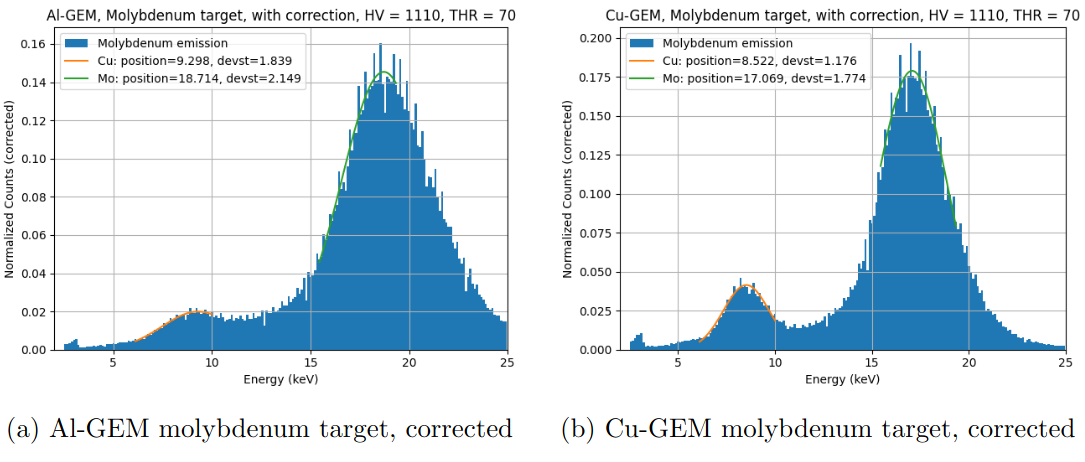 Al-GEM, Molybdenum target, with correction, HV = 1110, THR = 70
Normalized Counts (corrected)
0.16
0.14
0.12
0.10
0.08
0.06
0.04
0.02
0.00
Molybdenum emission
Cu: position=9.298, devst=1.839
Mo: position=18.714, devst=2.149
5
10
15
20
25
Energy (keV)
(a) Al-GEM molybdenum target, corrected
Cu-GEM, Molybdenum target, with correction, HV = 1110, THR = 70
Normalized Counts (corrected)
0.200
0.175
0.150
0.125
0.100
0.075
0.050
0.025
0.000
Molybdenum emission
Cu: position=8.522, devst=1.176
Mo: position=17.069, devst=1.774
5
10
15
20
25
Energy (keV)
(b) Cu-GEM molybdenum target, corrected